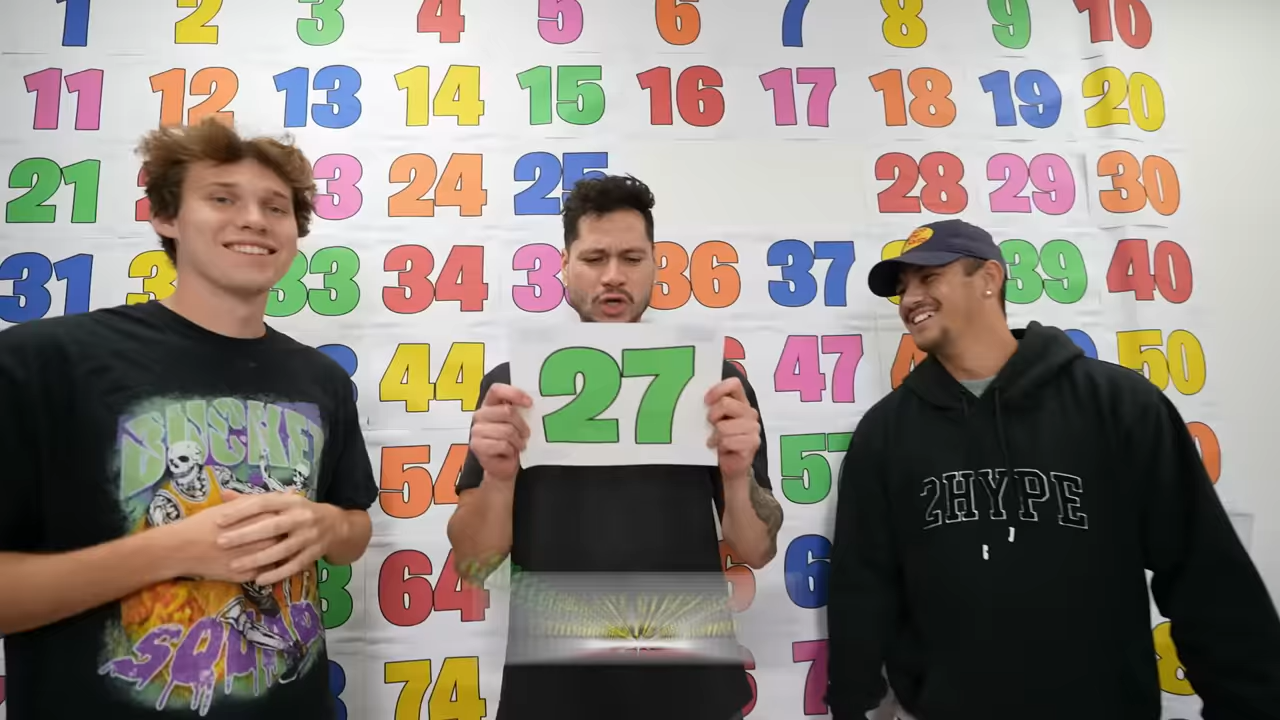 1 2 3 4 5 6 7 8 9 10
11 12 13 14 15 16 17 18 19 20
21 24 25 28 29 30
31 33 34 36 37 39 40
44 47 50
27
54 57
64
74
BUCKET
SQUAD
2HYPE